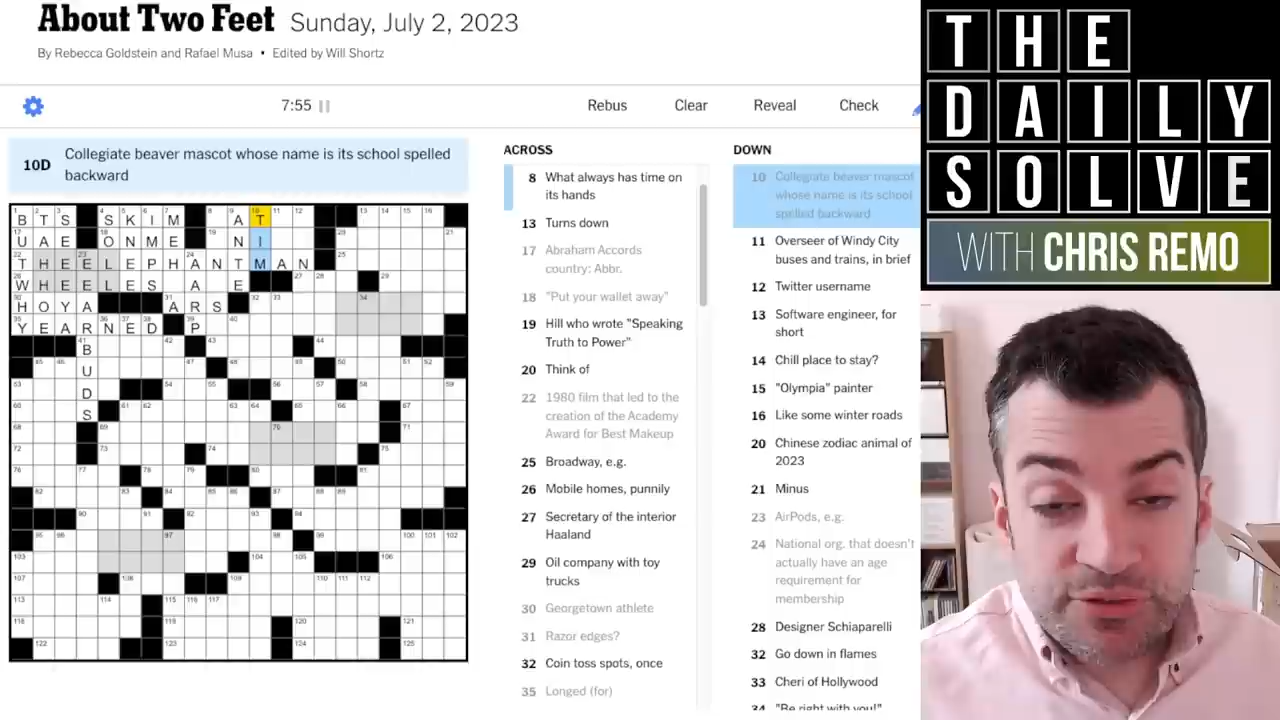 About Two Feet Sunday, July 2, 2023
By Rebecca Goldstein and Rafael Musa • Edited by Will Shortz
7:55
Rebus Clear Reveal Check
10D Collegiate beaver mascot whose name is its school spelled
backward
ACROSS
8 What always has time on
its hands
13 Turns down
17 Abraham Accords
country: Abbr.
18 "Put your wallet away"
19 Hill who wrote "Speaking
Truth to Power"
20 Think of
22 1980 film that led to the
creation of the Academy
Award for Best Makeup
25 Broadway, e.g.
26 Mobile homes, punnily
27 Secretary of the interior
Haaland
29 Oil company with toy
trucks
30 Georgetown athlete
31 Razor edges?
32 Coin toss spots, once
35 Longed (for)
DOWN
10 Collegiate beaver mascot
whose name is its school
spelled backward
11 Overseer of Windy City
buses and trains, in brief
12 Twitter username
13 Software engineer, for
short
14 Chill place to stay?
15 "Olympia" painter
16 Like some winter roads
20 Chinese zodiac animal of
2023
21 Minus
23 AirPods, e.g.
24 National org. that doesn't
actually have an age
requirement for
membership
28 Designer Schiaparelli
32 Go down in flames
33 Cheri of Hollywood
34 "Be right with you!"
B T S S K I M A T
U A E O N M E N I
T H E E L E P H A N T M A N
W H E E L E S A E
H O Y A A R S
Y E A R N E D P
B
U
D
S
THE
DAILY
SOLVE
WITH CHRIS REMO